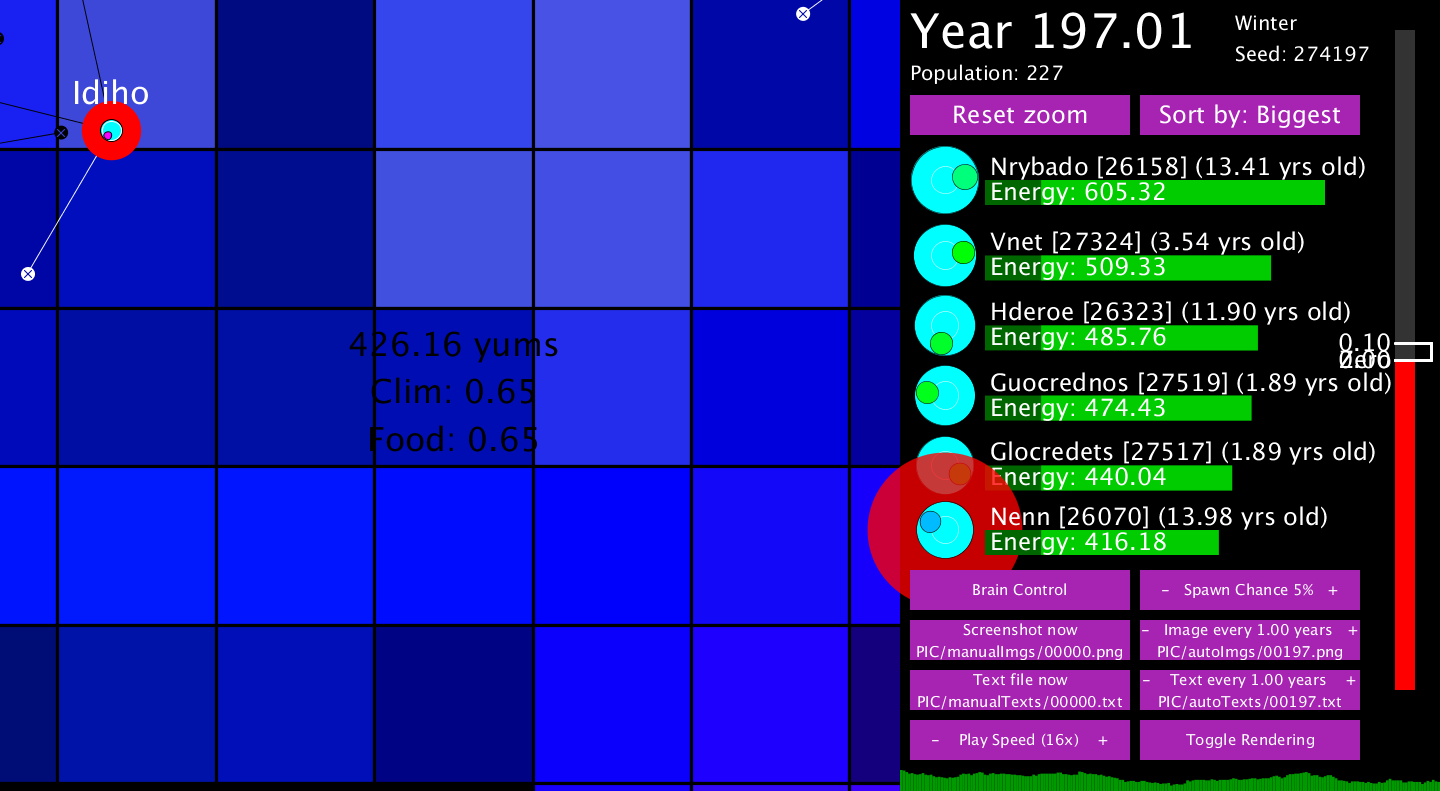 Idiho
426.16 yums
Clim: 0.65
Food: 0.65
Year 197.01
Winter
Seed: 274197
Population: 227
Reset zoom
Sort by: Biggest
Nrybado [26158] (13.41 yrs old)
Energy: 605.32
Vnet [27324] (3.54 yrs old)
Energy: 509.33
Hderoe [26323] (11.90 yrs old)
Energy: 485.76
0.10
Guocrednos [27519] (1.89 yrs old)
Energy: 474.43
Glocredets [27517] (1.89 yrs old)
Energy: 440.04
Nenn [26070] (13.98 yrs old)
Energy: 416.18
Brain Control
- Spawn Chance 5% +
Screenshot now
PIC/manualImgs/00000.png
- Image every 1.00 years +
PIC/autoImgs/00197.png
Text file now
PIC/manualTexts/00000.txt
- Text every 1.00 years +
PIC/autoTexts/00197.txt
- Play Speed (16x) +
Toggle Rendering